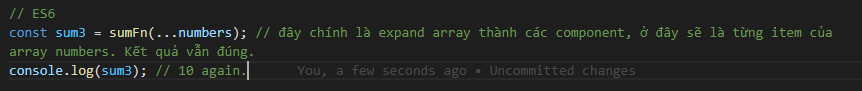 // ES6
const sum3 = sumFn(...numbers); // đây chính là expand array thành các component, ở đây sẽ là từng item của
array numbers. Kết quả vẫn đúng.
console.log(sum3); // 10 again. You, a few seconds ago • Uncommitted changes